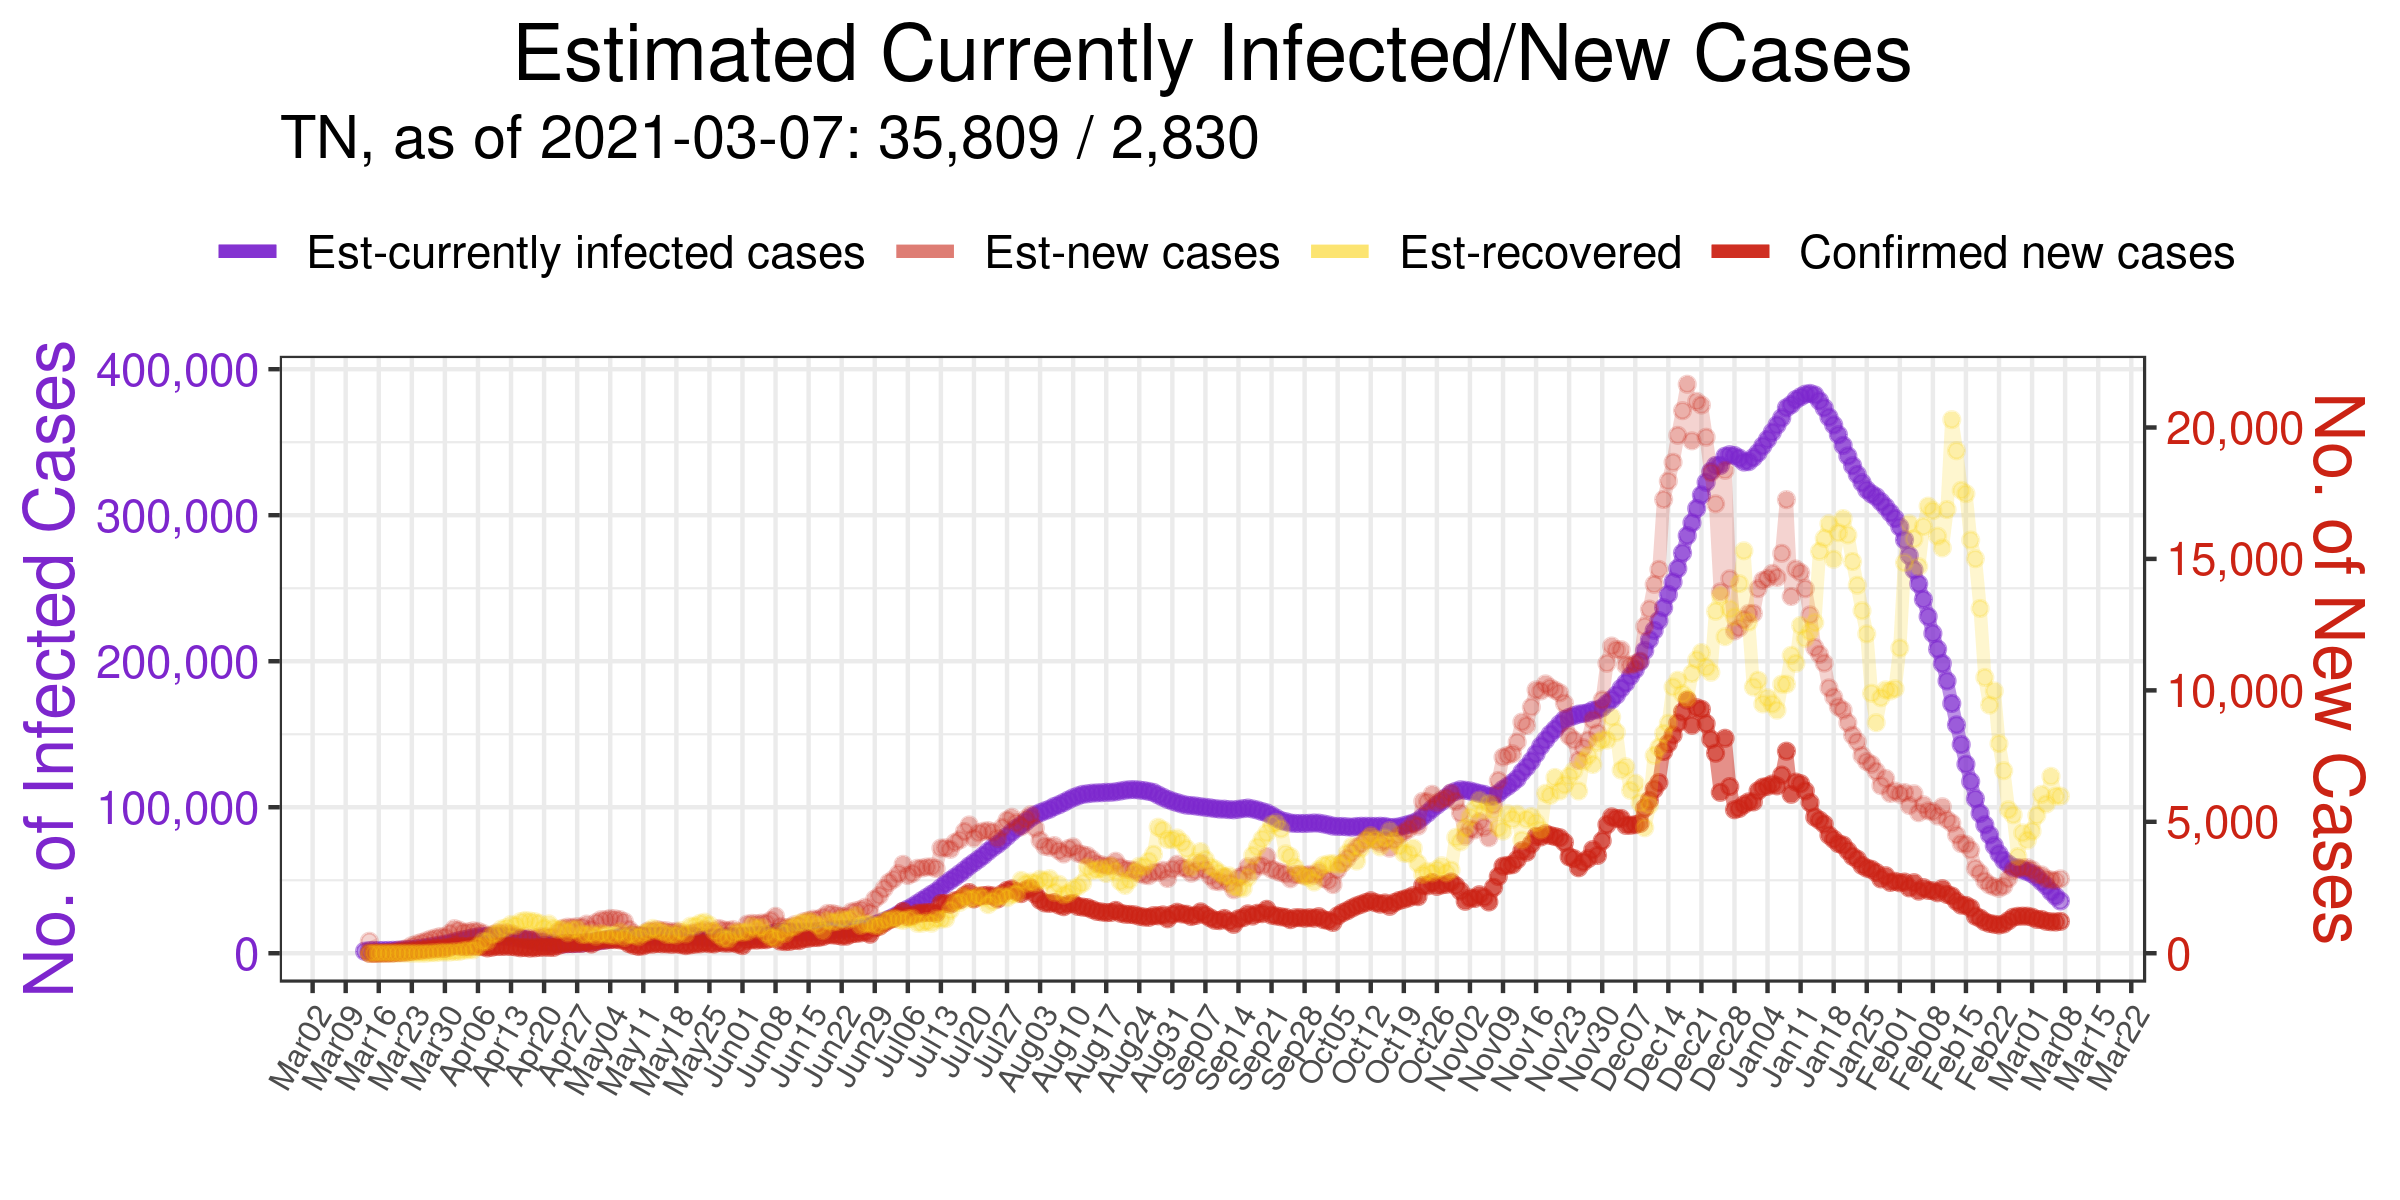 Estimated Currently Infected/New Cases
TN, as of 2021-03-07: 35,809 / 2,830
Est-currently infected cases
Est-new cases
Est-recovered
Confirmed new cases
No. of Infected Cases
400,000
300,000
200,000
100,000
0
20,000
15,000
10,000
5,000
0
No. of New Cases
Mar02
Mar09
Mar16
Mar23
Mar30
Apr06
Apr13
Apr20
Apr27
May04
May11
May18
May25
Jun01
Jun08
Jun15
Jun22
Jun29
Jul06
Jul13
Jul20
Jul27
Aug03
Aug10
Aug17
Aug24
Aug31
Sep07
Sep14
Sep21
Sep28
Oct05
Oct12
Oct19
Oct26
Nov02
Nov09
Nov16
Nov23
Nov30
Dec07
Dec14
Dec21
Dec28
Jan04
Jan11
Jan18
Jan25
Feb01
Feb08
Feb15
Feb22
Mar01
Mar08
Mar15
Mar22